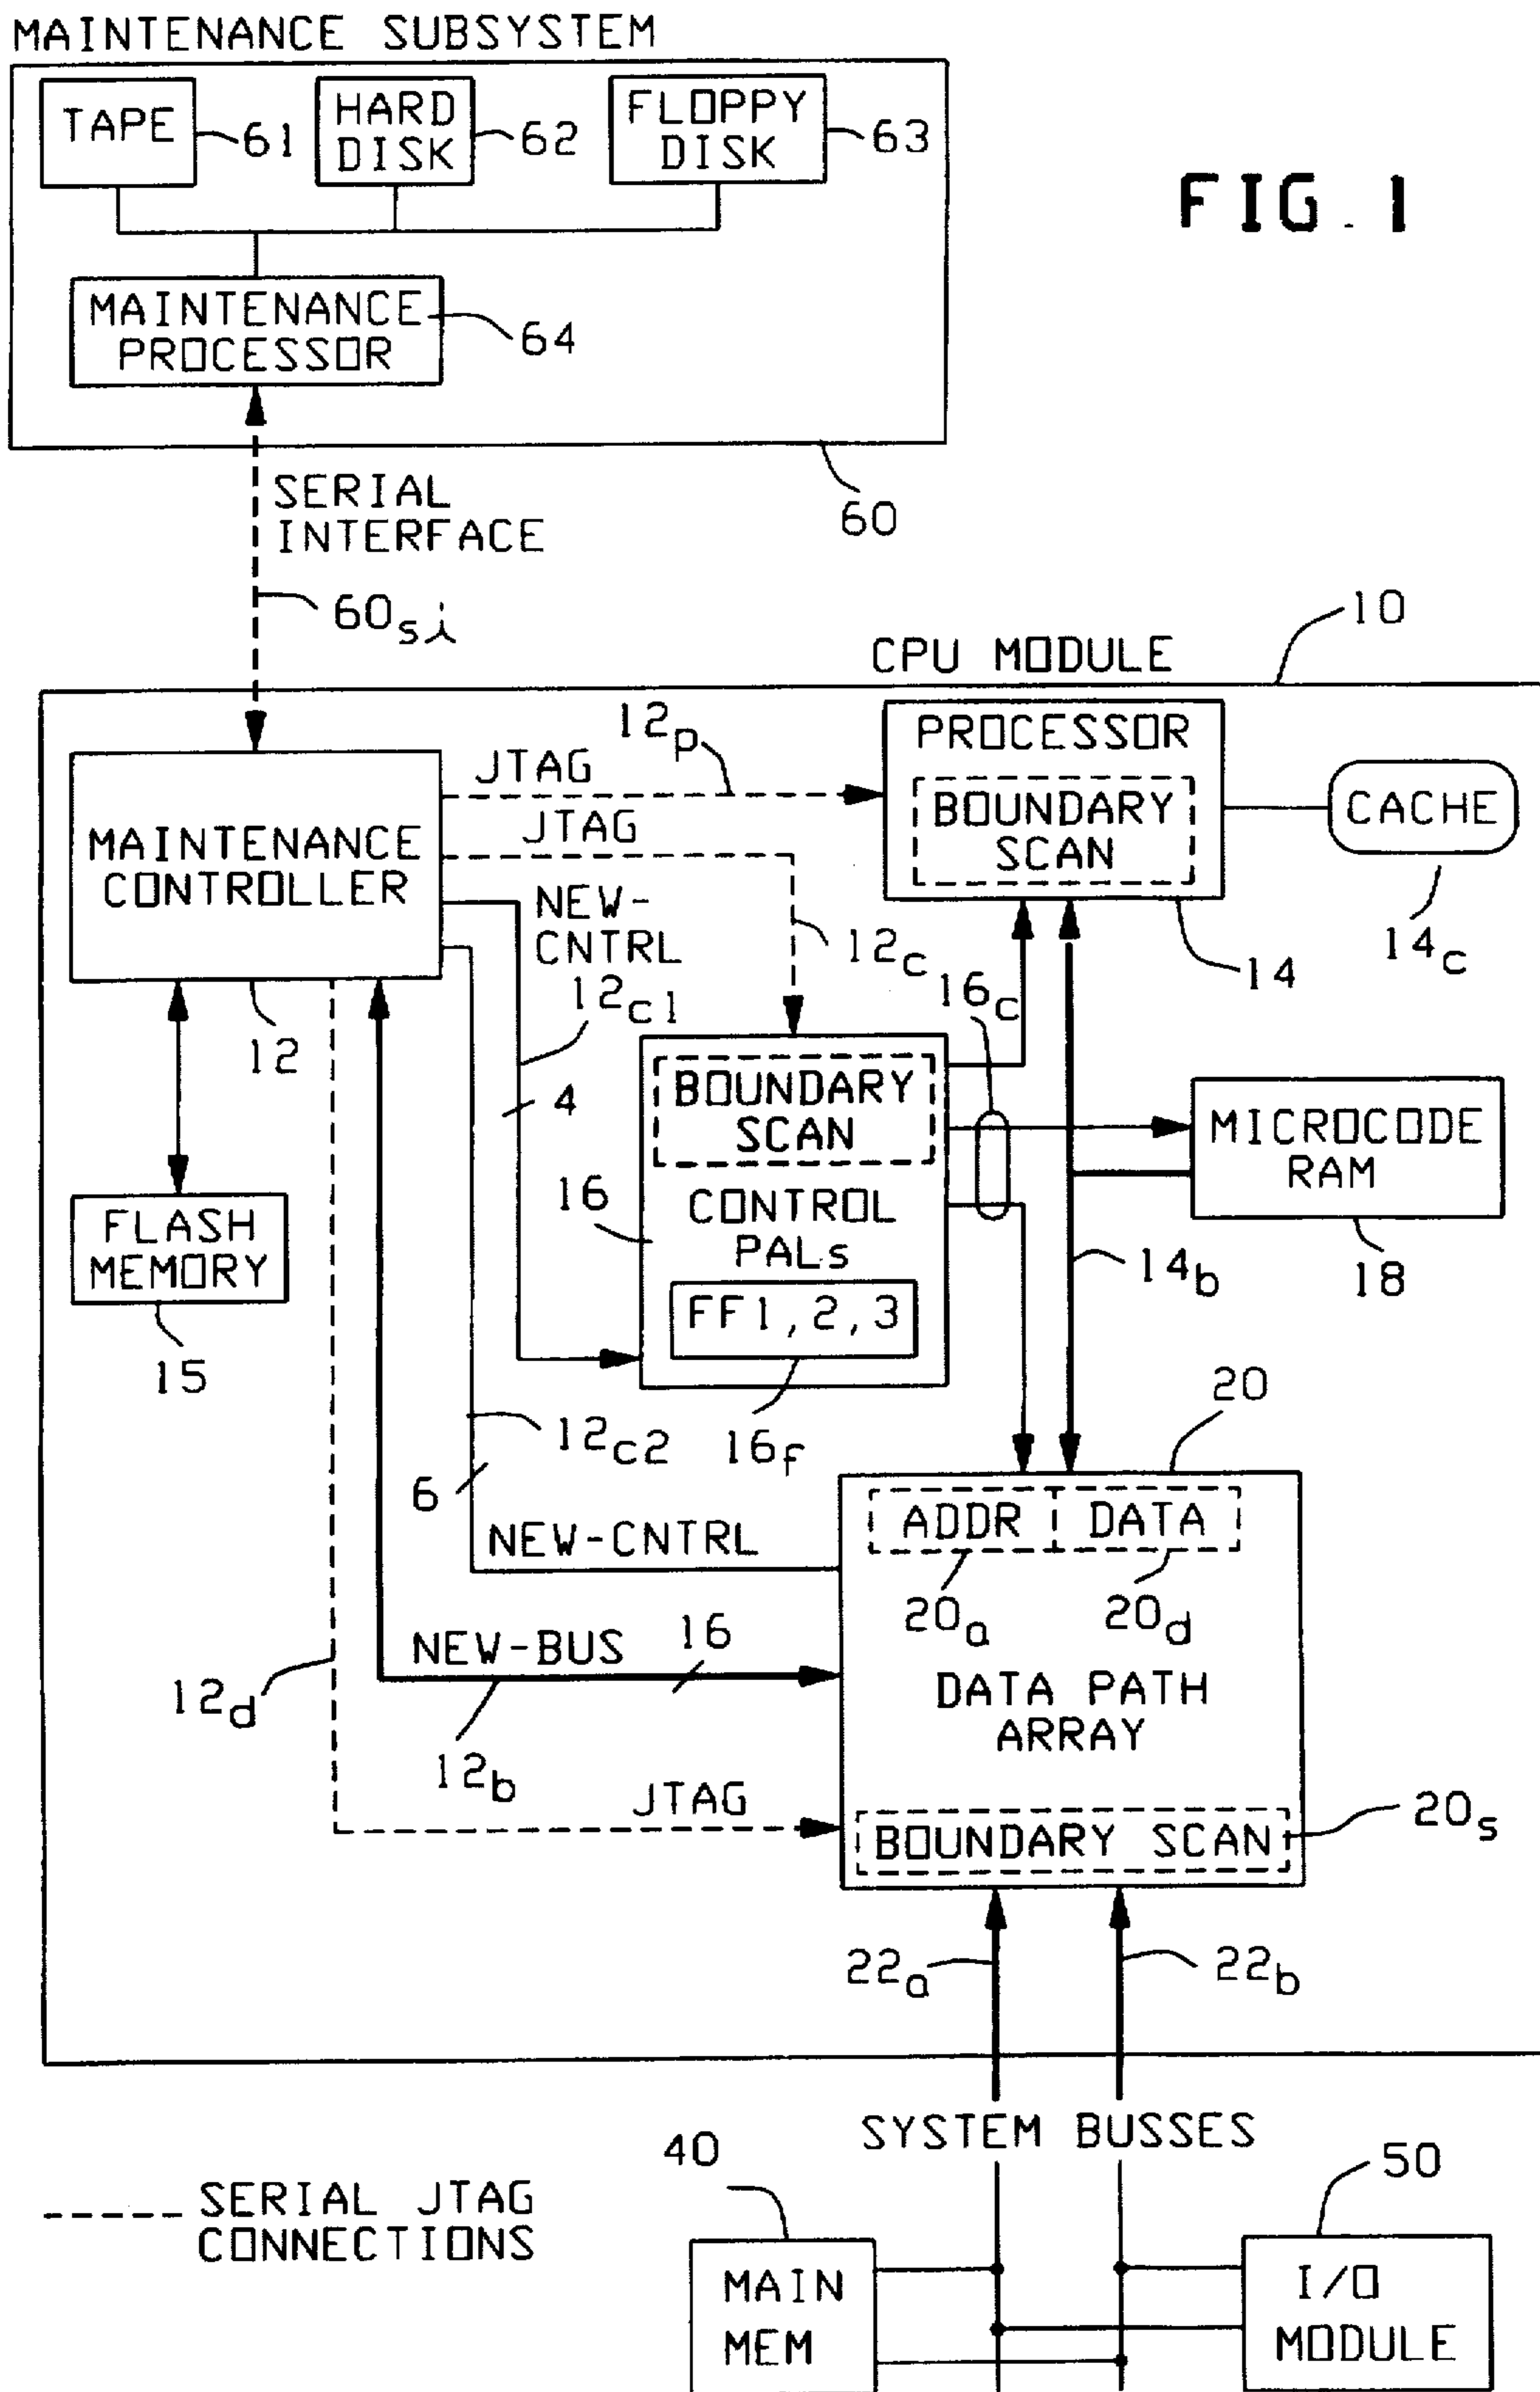 MAINTENANCE SUBSYSTEM
TAPE
61
HARD
DISK
62
FLOPPY
DISK
63
FIG. 1
MAINTENANCE
PROCESSOR
64
SERIAL
INTERFACE
60
60si
10
CPU MODULE
12p
JTAG
PROCESSOR
BOUNDARY
SCAN
CACHE
14c
JTAG
MAINTENANCE
CONTROLLER
NEW-
CNTRL
12c
14
12c1
16c
12
4
BOUNDARY
SCAN
MICROCODE
RAM
16
CONTROL
PALs
14b
18
FLASH
MEMORY
15
FF1,2,3
16f
20
12c2
6
ADDR
DATA
NEW-CNTRL
20a
20d
NEW-BUS
16
12d
12b
DATA PATH
ARRAY
JTAG
20s
BOUNDARY SCAN
22a
22b
SYSTEM BUSSES
40
50
SERIAL JTAG
CONNECTIONS
MAIN
MEM
I/O
MODULE